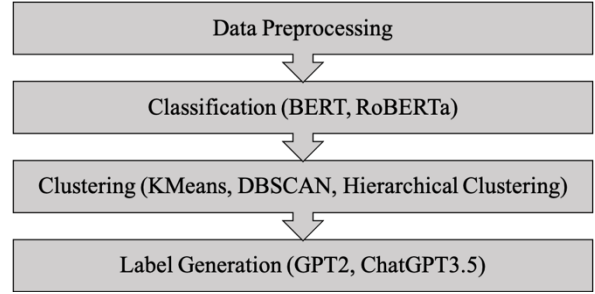 Data Preprocessing
Classification (BERT, RoBERTa)
Clustering (KMeans, DBSCAN, Hierarchical Clustering)
Label Generation (GPT2, ChatGPT3.5)